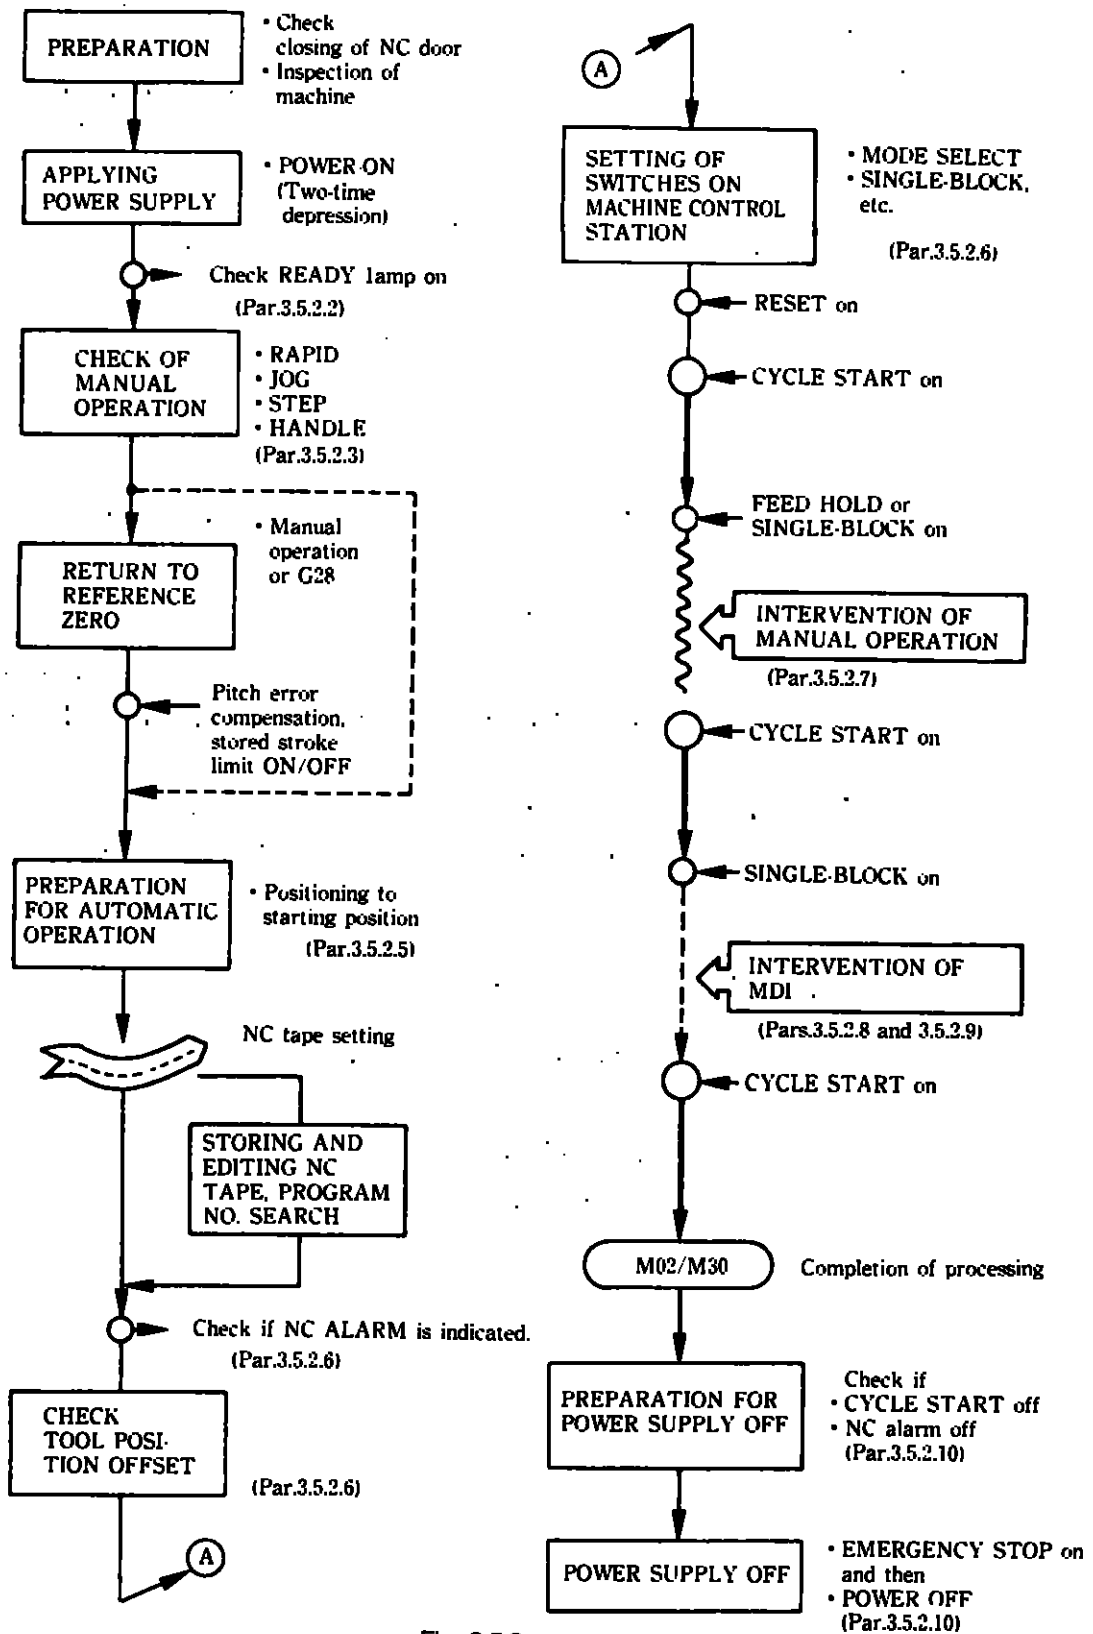 PREPARATION
• Check
closing of NC door
• Inspection of
machine
APPLYING
POWER SUPPLY
• POWER ON
(Two-time
depression)
Check READY lamp on
(Par.3.5.2.2)
CHECK OF
MANUAL
OPERATION
• RAPID
• JOG
• STEP
• HANDLE
(Par.3.5.2.3)
• Manual
operation
or G28
RETURN TO
REFERENCE
ZERO
Pitch error
compensation,
stored stroke
limit ON/OFF
PREPARATION
FOR AUTOMATIC
OPERATION
• Positioning to
starting position
(Par.3.5.2.5)
NC tape setting
STORING AND
EDITING NC
TAPE, PROGRAM
NO. SEARCH
Check if NC ALARM is indicated.
(Par.3.5.2.6)
CHECK
TOOL POSI-
TION OFFSET
(Par.3.5.2.6)
A
A
SETTING OF
SWITCHES ON
MACHINE CONTROL
STATION
• MODE SELECT
• SINGLE-BLOCK,
etc.
(Par.3.5.2.6)
RESET on
CYCLE START on
FEED HOLD or
SINGLE-BLOCK on
INTERVENTION OF
MANUAL OPERATION
(Par.3.5.2.7)
CYCLE START on
SINGLE-BLOCK on
INTERVENTION OF
MDI
(Pars.3.5.2.8 and 3.5.2.9)
CYCLE START on
M02/M30
Completion of processing
PREPARATION FOR
POWER SUPPLY OFF
Check if
• CYCLE START off
• NC alarm off
(Par.3.5.2.10)
POWER SUPPLY OFF
• EMERGENCY STOP on
and then
• POWER OFF
(Par.3.5.2.10)